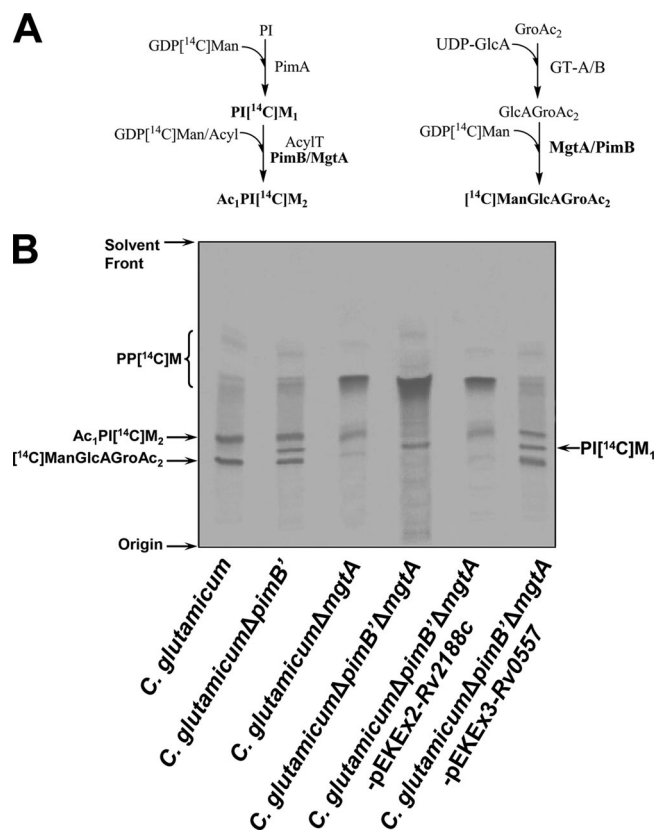 A
PI
GDP[¹⁴C]Man
PimA
PI[¹⁴C]M₁
GDP[¹⁴C]Man/Acyl
AcylT
PimB/MgtA
Ac₁PI[¹⁴C]M₂
GroAc₂
UDP-GlcA
GT-A/B
GlcAGroAc₂
GDP[¹⁴C]Man
MgtA/PimB
[¹⁴C]ManGlcAGroAc₂
B
Solvent
Front
PP[¹⁴C]M
Ac₁PI[¹⁴C]M₂
[¹⁴C]ManGlcAGroAc₂
PI[¹⁴C]M₁
Origin
C. glutamicum
C. glutamicumΔpimB'
C. glutamicumΔmgtA
C. glutamicumΔpimB'ΔmgtA
C. glutamicumΔpimB'ΔmgtA
-pEKEx2-Rv2188c
C. glutamicumΔpimB'ΔmgtA
-pEKEx3-Rv0557